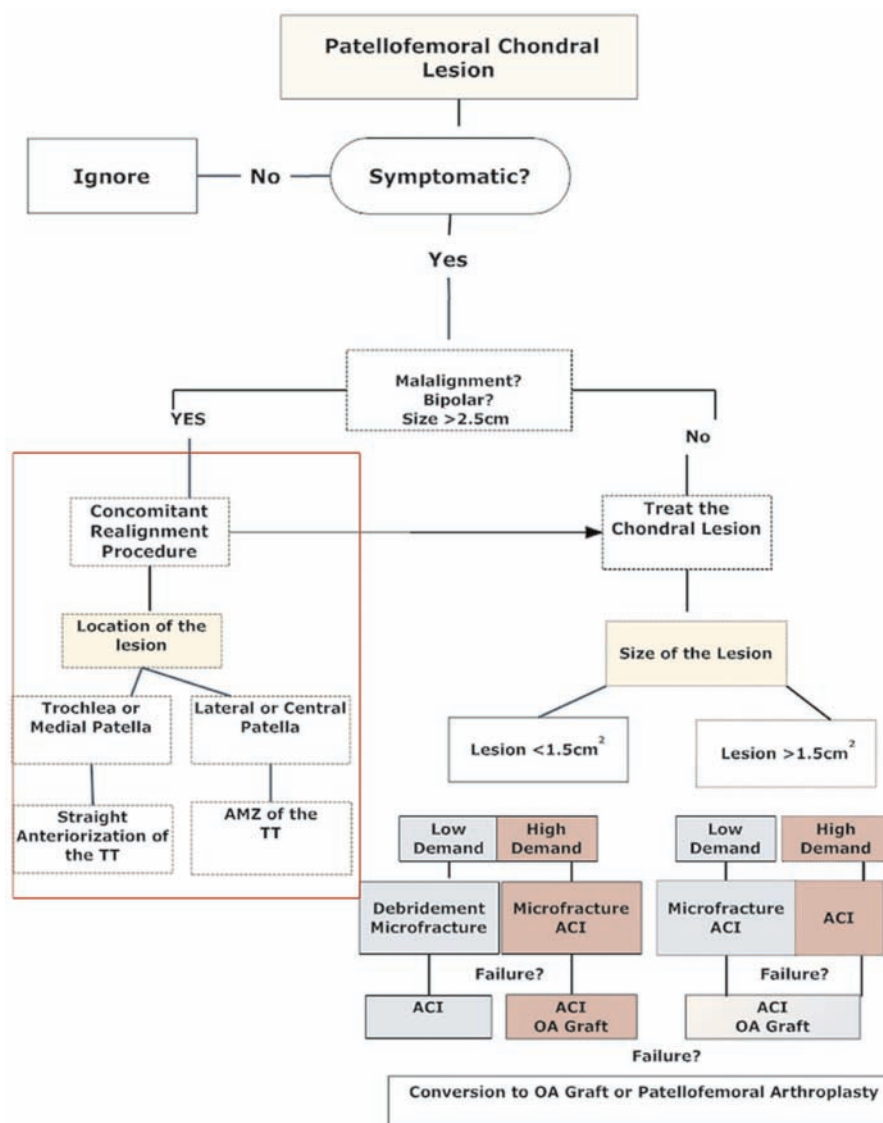 Patellofemoral Chondral
Lesion
Ignore
No
Symptomatic?
Yes
Malalignment?
Bipolar?
Size >2.5cm
YES
No
Concomitant
Realignment
Procedure
Treat the
Chondral Lesion
Location of the
lesion
Size of the Lesion
Trochlea or
Medial Patella
Lateral or Central
Patella
Lesion <1.5cm²
Lesion >1.5cm²
Straight
Anteriorization of
the TT
AMZ of the
TT
Low
Demand
High
Demand
Low
Demand
High
Demand
Debridement
Microfracture
Microfracture
ACI
Microfracture
ACI
ACI
Failure?
Failure?
ACI
ACI
OA Graft
ACI
OA Graft
Failure?
Conversion to OA Graft or Patellofemoral Arthroplasty